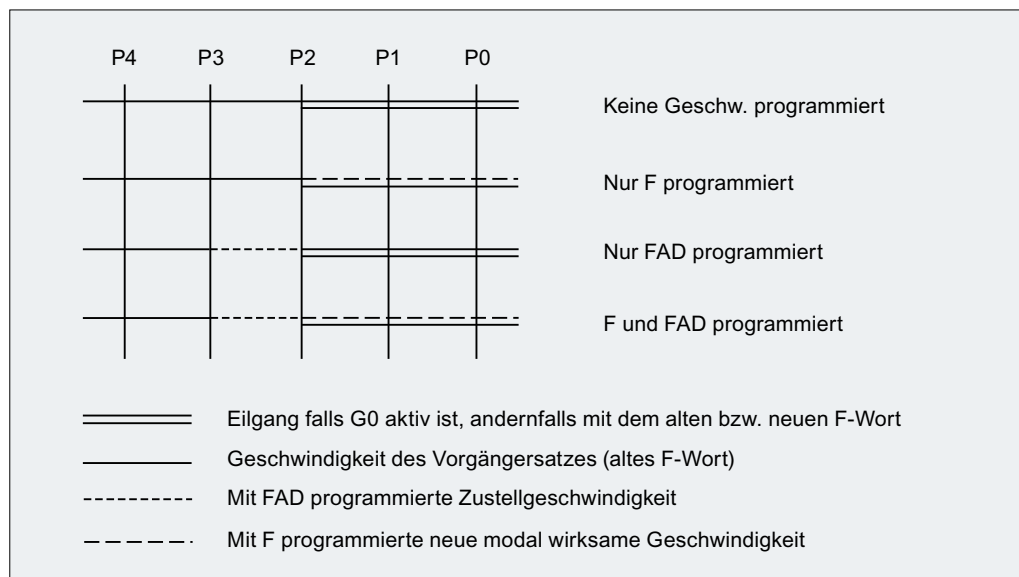 P4 P3 P2 P1 P0
Keine Geschw. programmiert
Nur F programmiert
Nur FAD programmiert
F und FAD programmiert
Eilgang falls G0 aktiv ist, andernfalls mit dem alten bzw. neuen F-Wort
Geschwindigkeit des Vorgängersatzes (altes F-Wort)
Mit FAD programmierte Zustellgeschwindigkeit
Mit F programmierte neue modal wirksame Geschwindigkeit